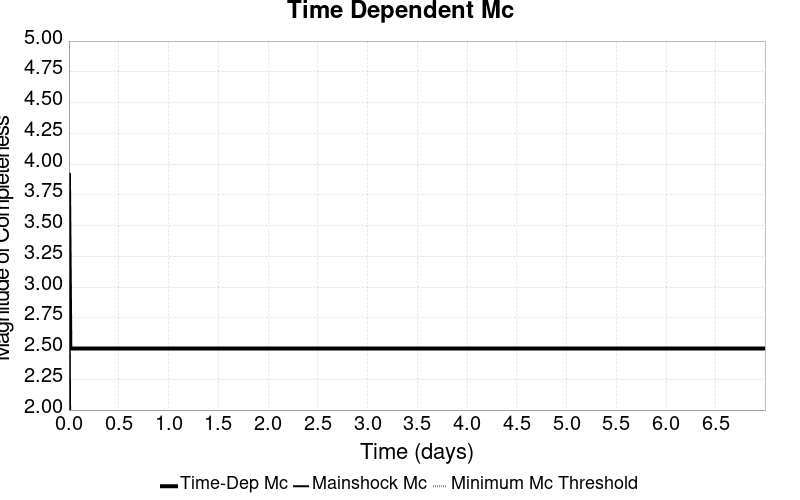 Time Dependent Mc
5.00
4.75
4.50
4.25
4.00
3.75
3.50
3.25
3.00
2.75
2.50
2.25
2.00
Magnitude of Completeness
0.0 0.5 1.0 1.5 2.0 2.5 3.0 3.5 4.0 4.5 5.0 5.5 6.0 6.5
Time (days)
Time-Dep Mc Mainshock Mc Minimum Mc Threshold